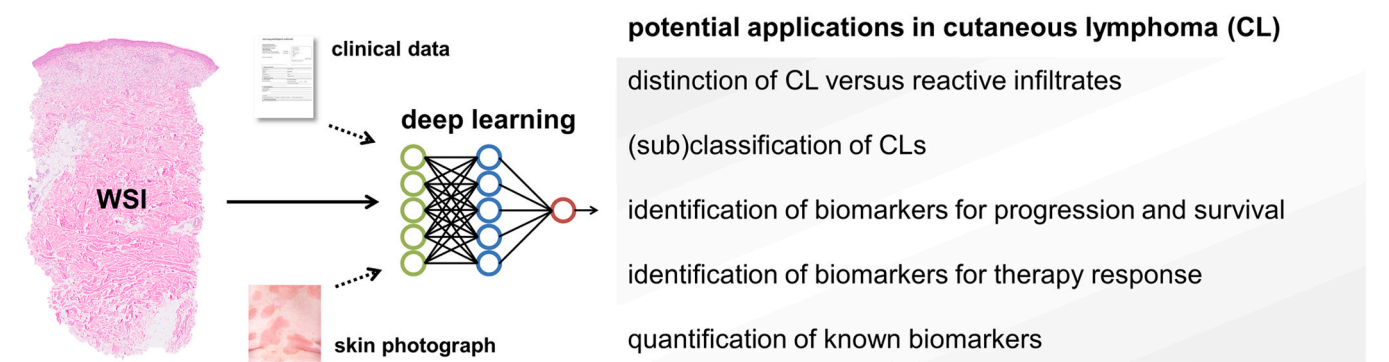 potential applications in cutaneous lymphoma (CL)
clinical data
distinction of CL versus reactive infiltrates
deep learning
(sub)classification of CLs
WSI
identification of biomarkers for progression and survival
identification of biomarkers for therapy response
skin photograph
quantification of known biomarkers